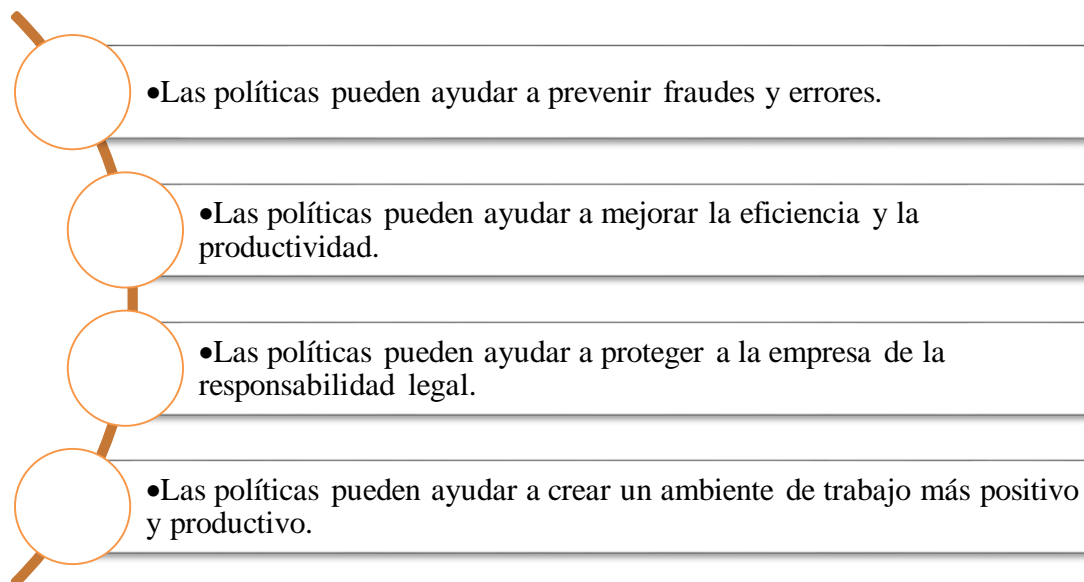 •Las políticas pueden ayudar a prevenir fraudes y errores.
•Las políticas pueden ayudar a mejorar la eficiencia y la
productividad.
•Las políticas pueden ayudar a proteger a la empresa de la
responsabilidad legal.
•Las políticas pueden ayudar a crear un ambiente de trabajo más positivo
y productivo.